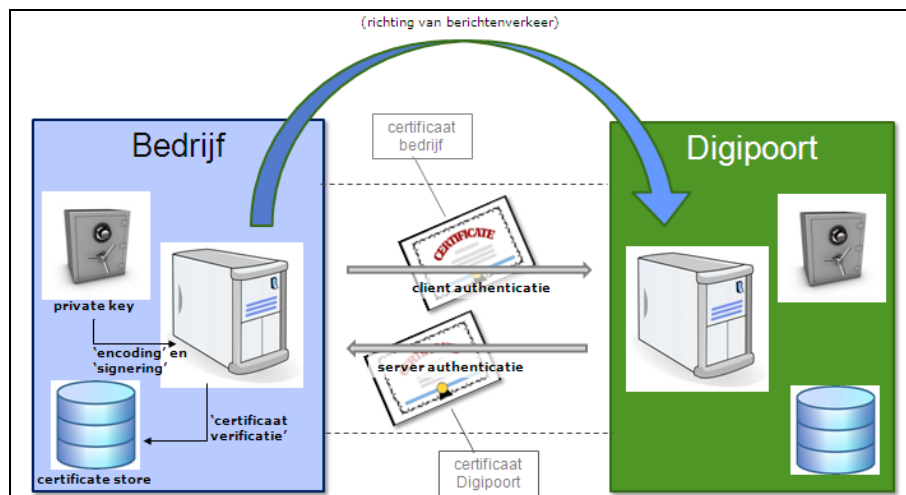 (richting van berichtenverkeer)
Bedrijf
certificaat
bedrijf
Digipoort
CERTIFICATE
client authenticatie
private key
'encoding' en
'signering'
server authenticatie
'certificaat
verificatie'
certificate store
certificaat
Digipoort